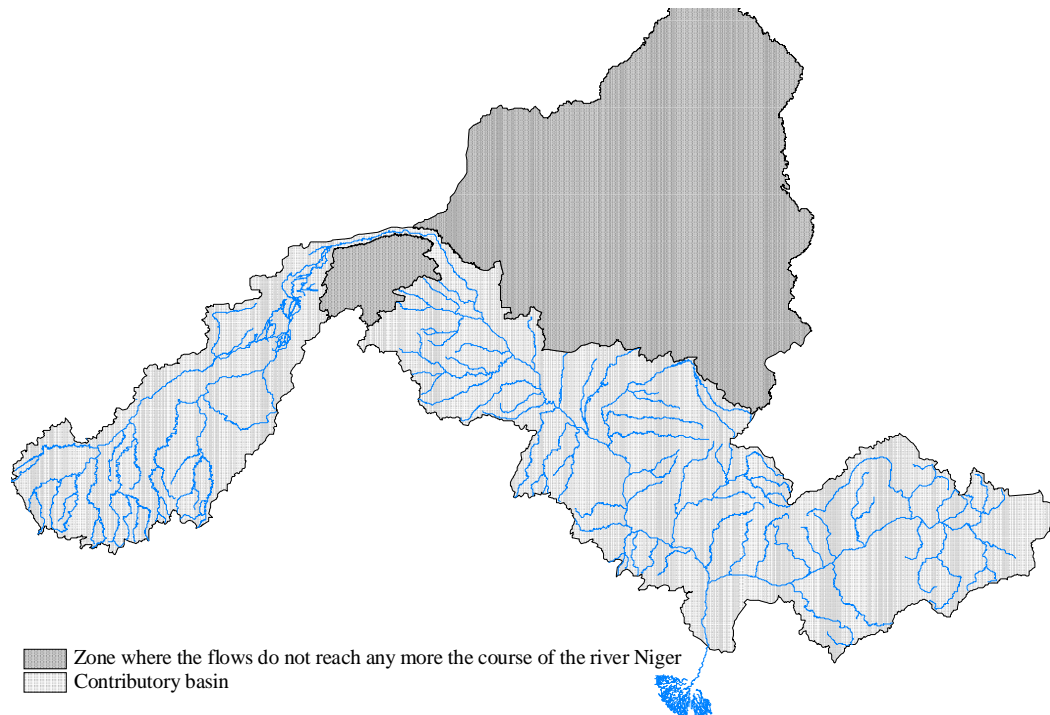 Zone where the flows do not reach any more the course of the river Niger
Contributory basin